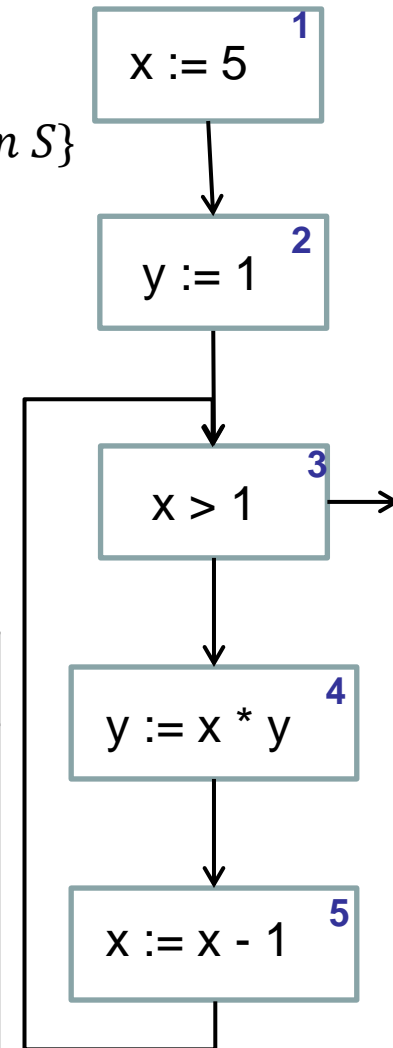 1
x := 5
n S}
2
y := 1
3
x > 1
4
y := x * y
5
x := x - 1